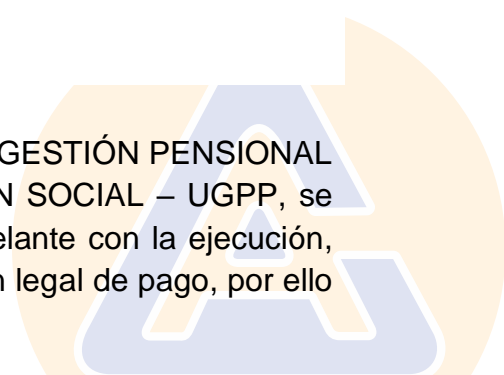 GESTIÓN PENSIONAL
N SOCIAL – UGPP, se
elante con la ejecución,
n legal de pago, por ello